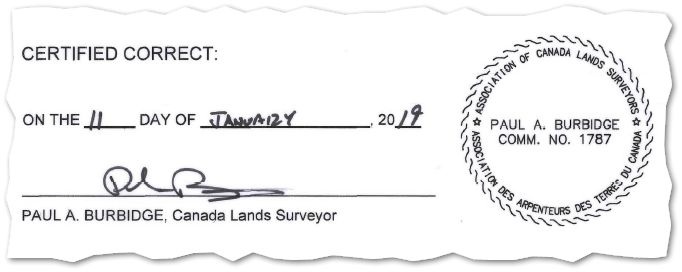 CERTIFIED CORRECT:
ON THE 11 DAY OF JANUARY, 2019
PAUL A. BURBIDGE, Canada Lands Surveyor
ASSOCIATION OF CANADA LANDS SURVEYORS
PAUL A. BURBIDGE
COMM. NO. 1787
ASSOCIATION DES ARPENTEURS DES TERRES DU CANADA